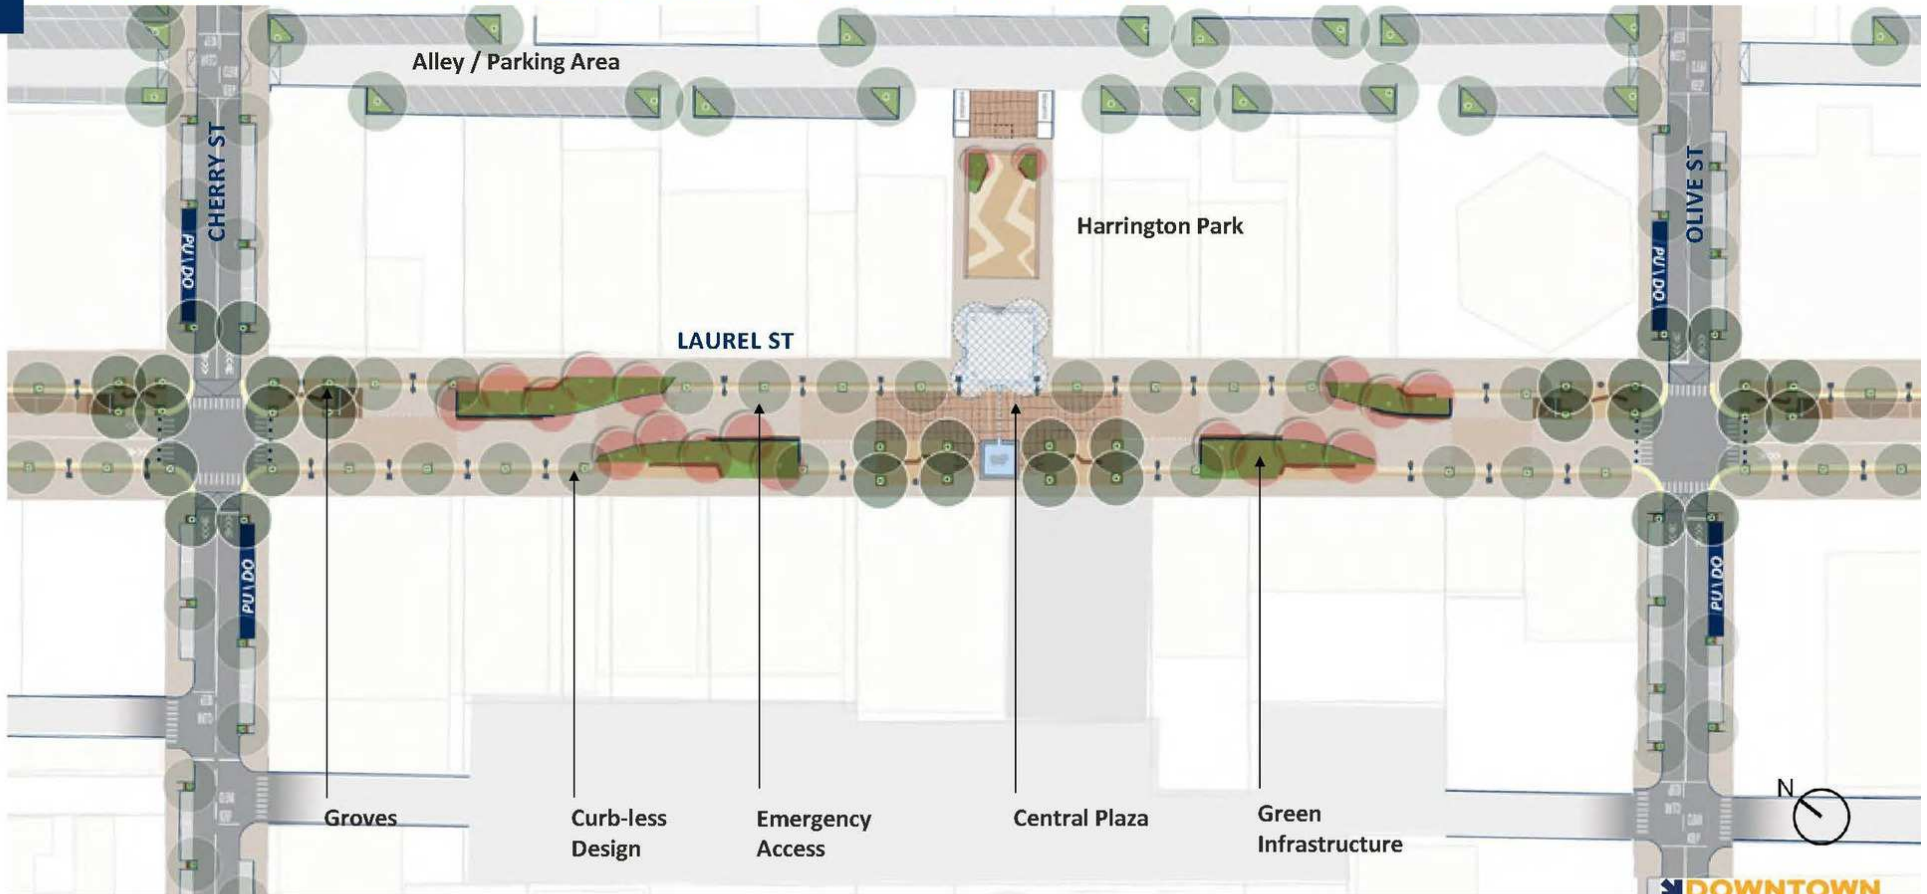 Alley / Parking Area
CHERRY ST
OLIVE ST
Harrington Park
PU \ DO
PU \ DO
LAUREL ST
PU \ DO
PU \ DO
N
Groves
Curb-less
Design
Emergency
Access
Central Plaza
Green
Infrastructure
DOWNTOWN